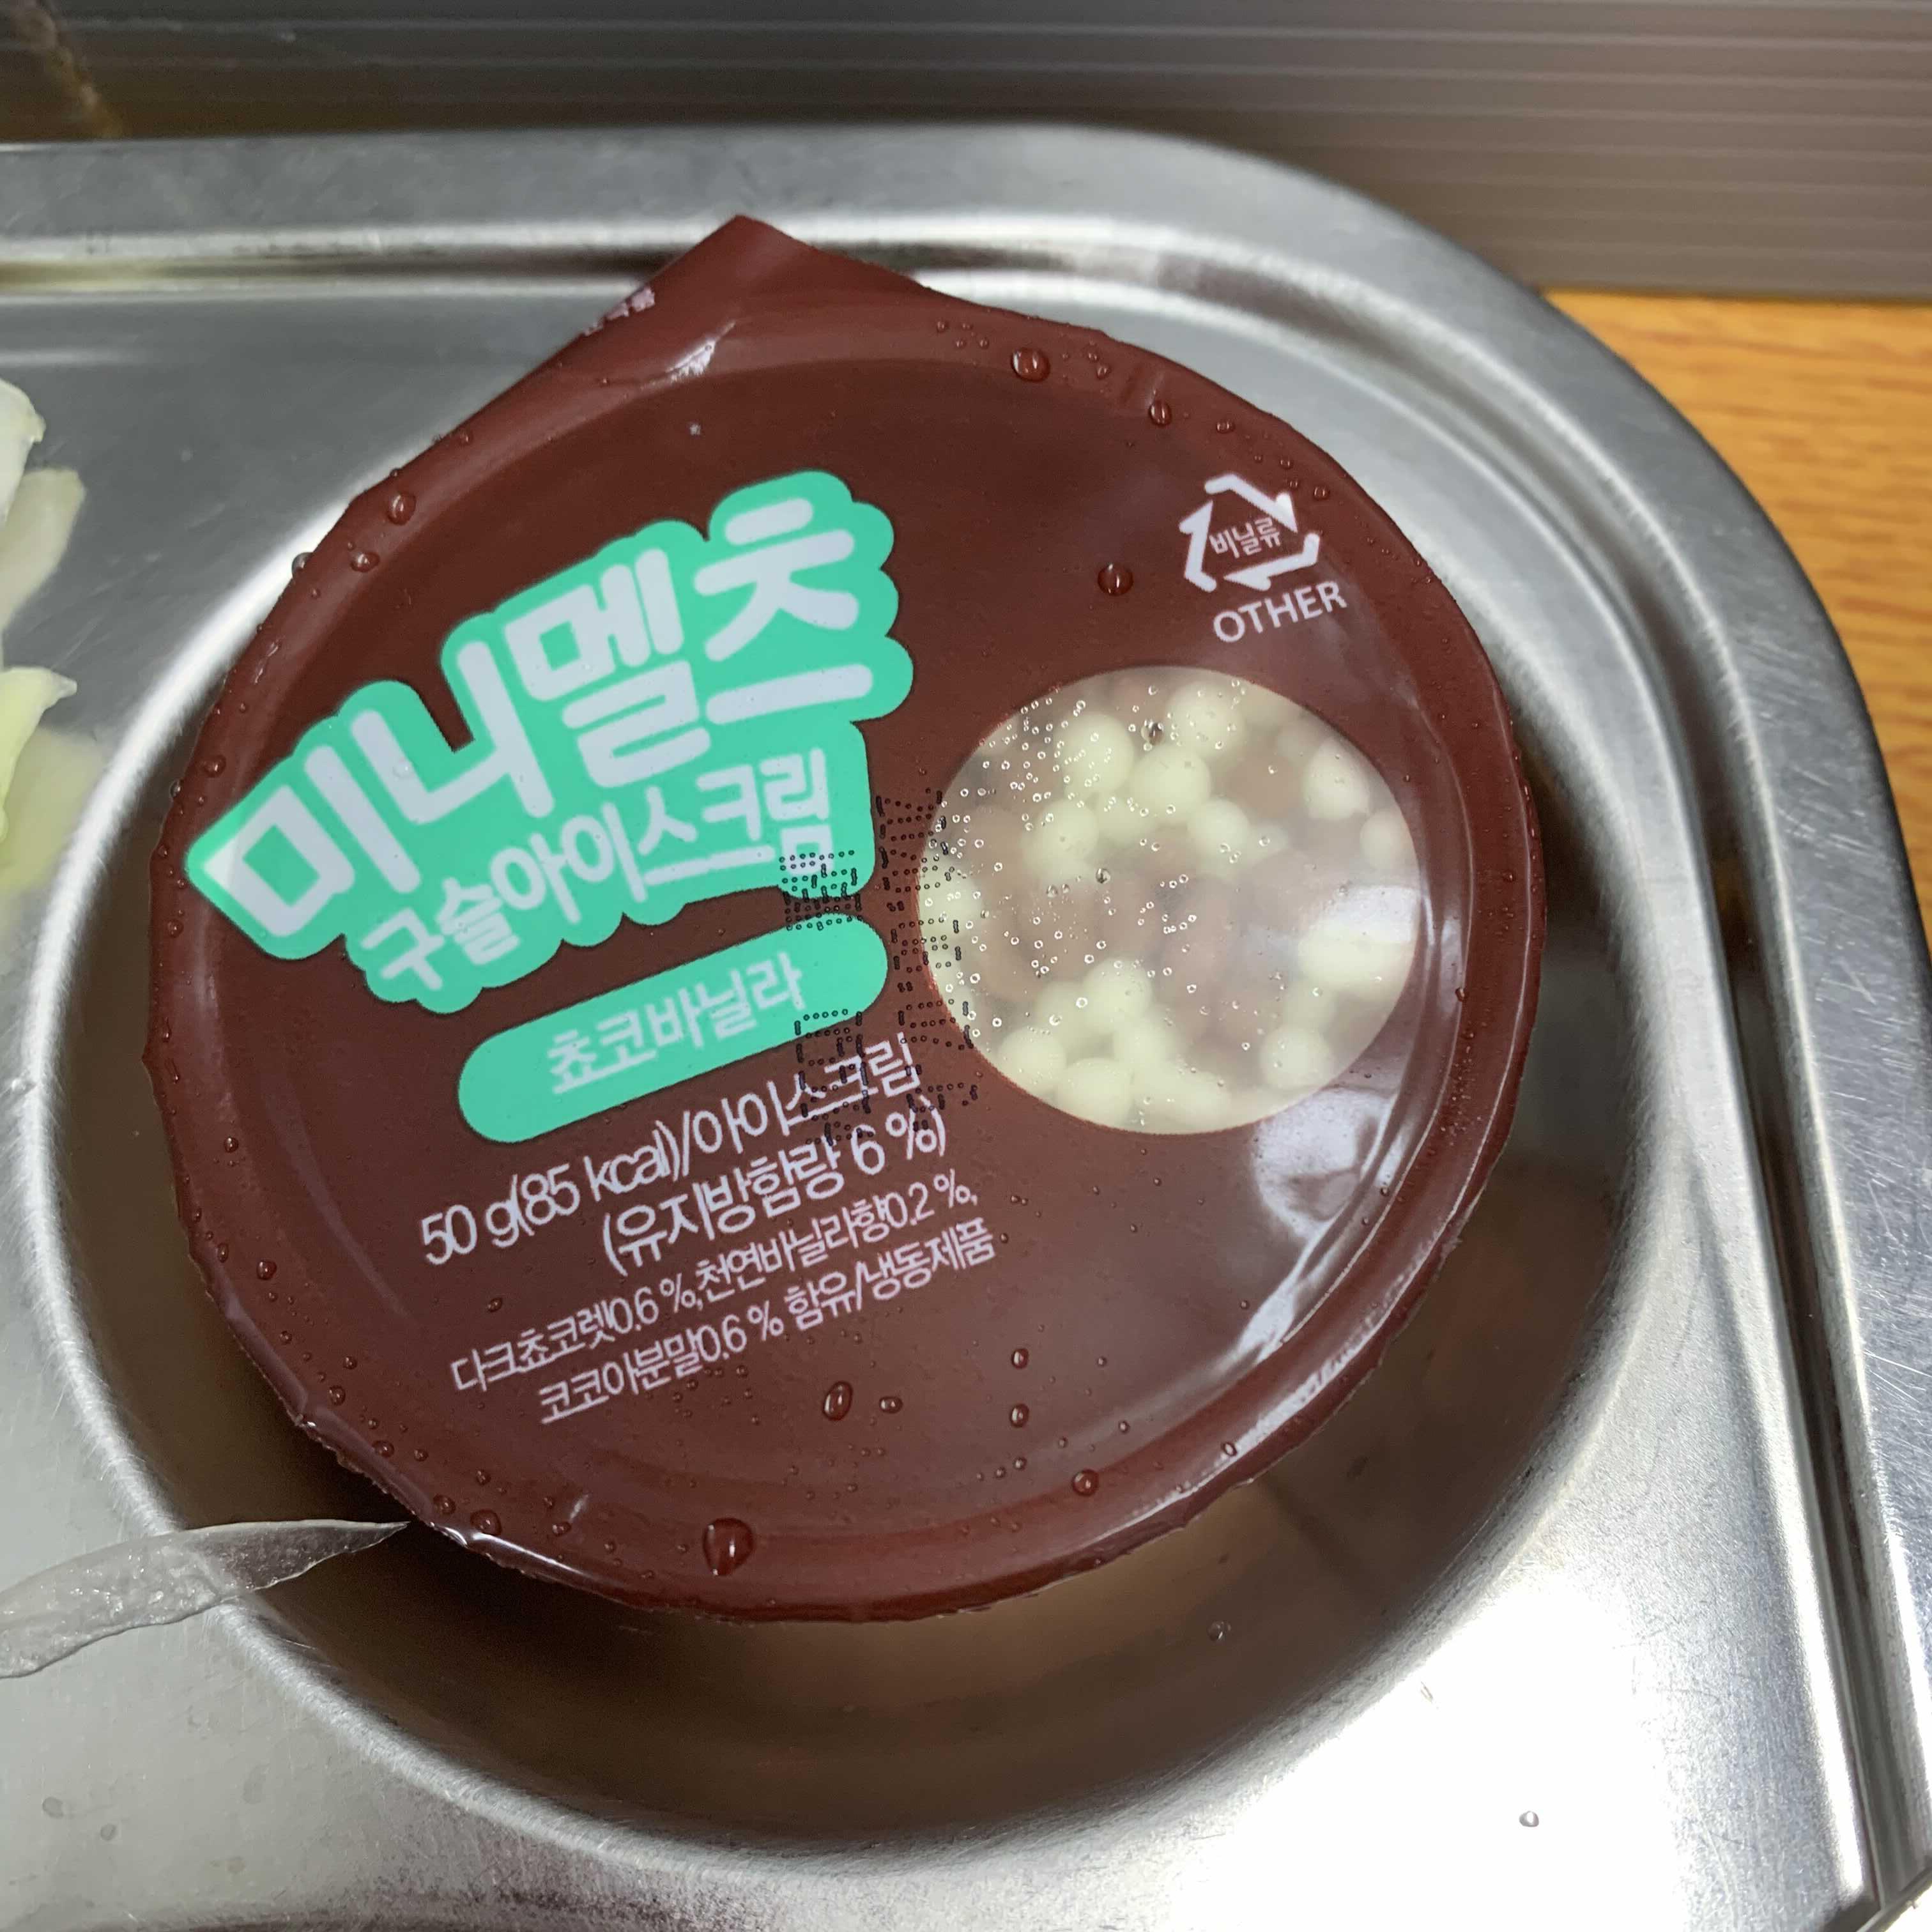 미니멜츠
구슬아이스크림
쵸코바닐라
비닐류
OTHER
50 g(85 kcal)/아이스크림
(유지방함량 6 %)
다크쵸코렛0.6 %,천연바닐라향0.2 %,
코코아분말0.6 % 함유/냉동제품